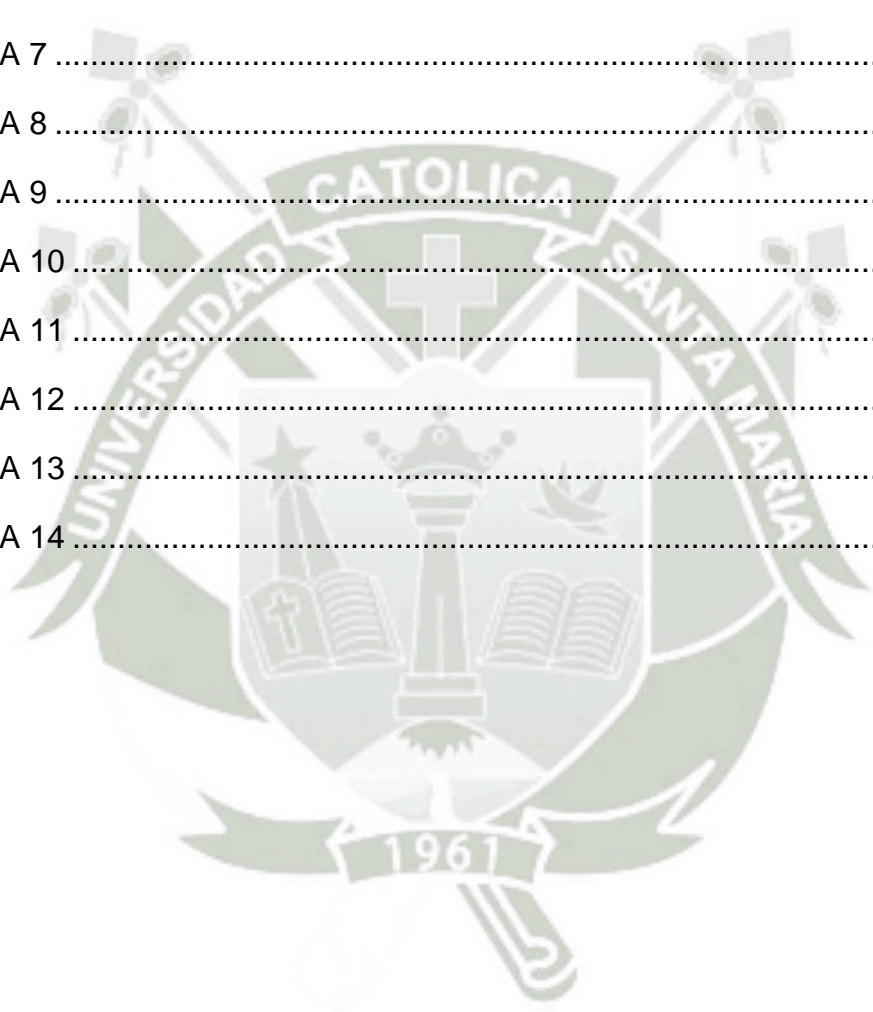 A 7 ........................................................................................
A 8 ........................................................................................
A 9 ........................................................................................
A 10 ......................................................................................
A 11 ......................................................................................
A 12 ......................................................................................
A 13 ......................................................................................
A 14 ......................................................................................
UNIVERSIDAD CATOLICA SANTA MARIA
1961